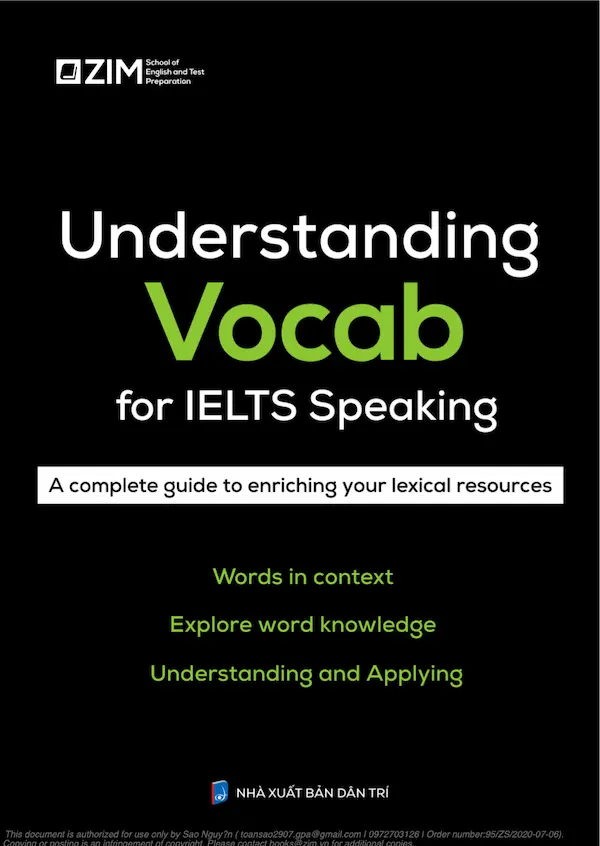 ZIM
School of
English and Test
Preparation
Understanding
Vocab
for IELTS Speaking
A complete guide to enriching your lexical resources
Words in context
Explore word knowledge
Understanding and Applying
NHÀ XUẤT BẢN DÂN TRÍ
This document is authorized for use only by Sao Nguy?n ( toansao2907.gpa@gmail.com I 0972703126 I Order number:95/ZS/2020-07-06).
Copying or posting is an infringement of copyright. Please contact books@zim.vn for additional copies.